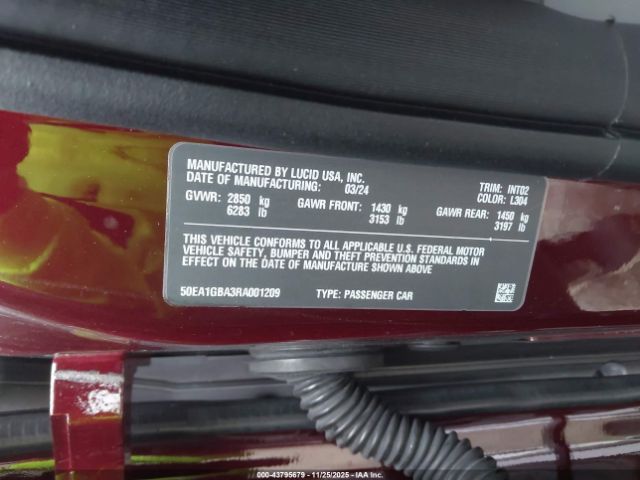 MANUFACTURED BY LUCID USA, INC.
DATE OF MANUFACTURING: 03/24 TRIM: INT02
COLOR: L304
GVWR: 2850 kg GAWR FRONT: 1430 kg GAWR REAR: 1450 kg
6283 lb 3153 lb 3197 lb
THIS VEHICLE CONFORMS TO ALL APPLICABLE U.S. FEDERAL MOTOR
VEHICLE SAFETY, BUMPER AND THEFT PREVENTION STANDARDS IN
EFFECT ON THE DATE OF MANUFACTURE SHOWN ABOVE
50EA1GBA3RA001209 TYPE: PASSENGER CAR
000-43795679 - 11/25/2025 - IAAI.COM